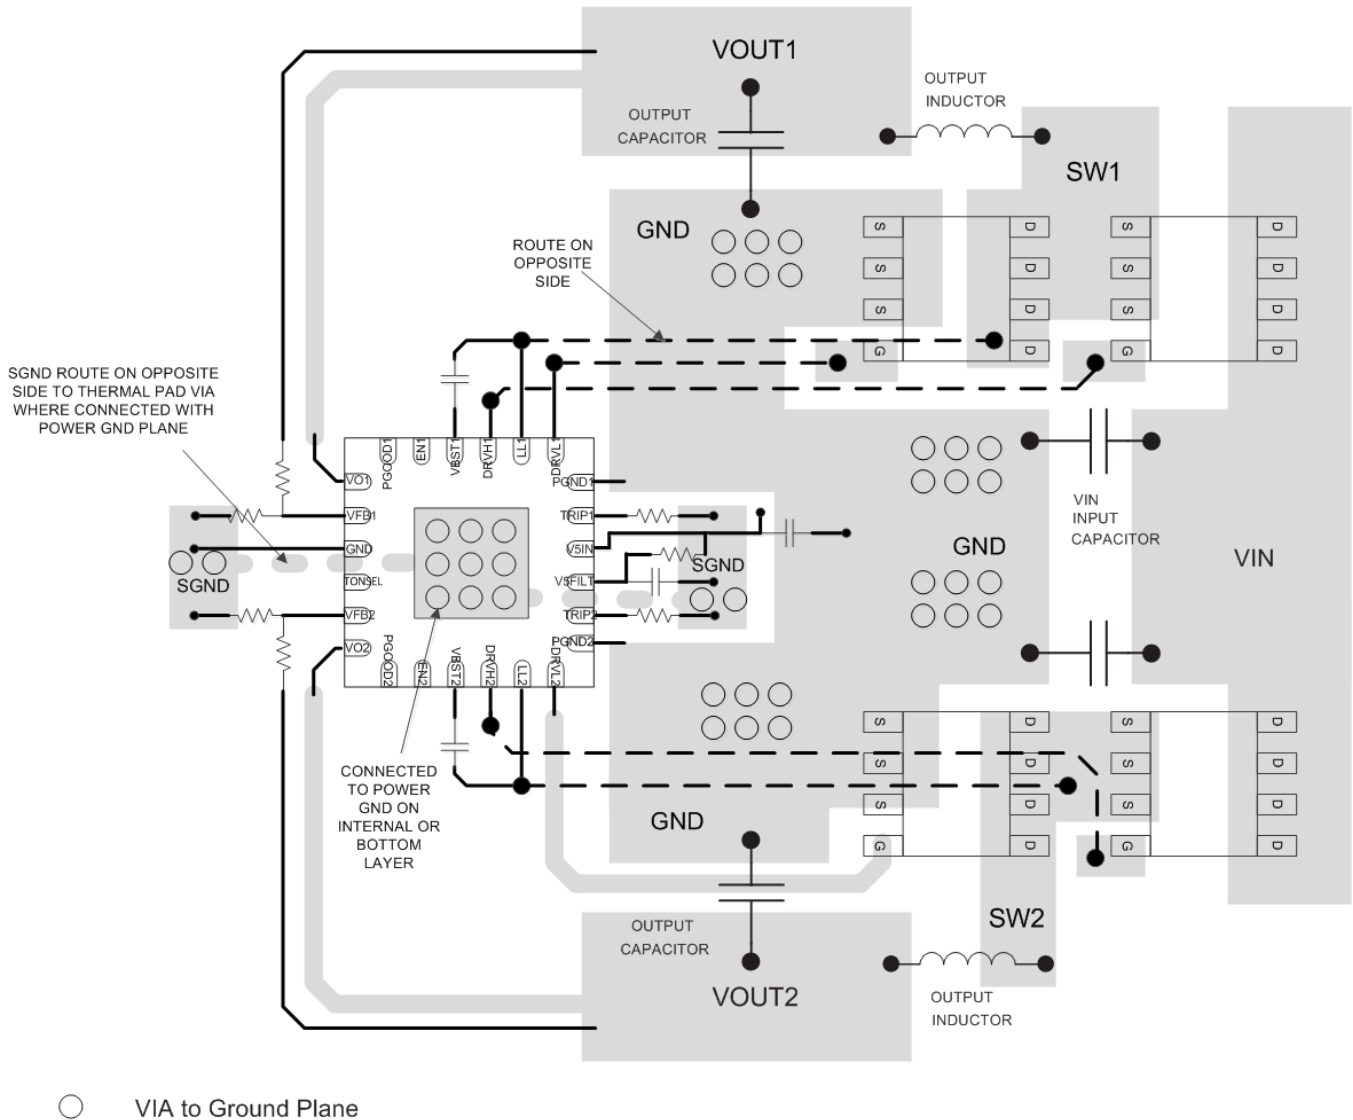 VOUT1
OUTPUT
INDUCTOR
OUTPUT
CAPACITOR
SW1
GND
ROUTE ON
OPPOSITE
SIDE
S
S
S
G
D
D
D
D
S
S
S
G
D
D
D
D
SGND ROUTE ON OPPOSITE
SIDE TO THERMAL PAD VIA
WHERE CONNECTED WITH
POWER GND PLANE
PGOOD1
EN1
VBST1
DRVH1
LL1
DRVL1
VO1
VFB1
GND
TONSEL
VFB2
VO2
PGND1
TRIP1
V5IN
V5FILT
TRIP2
PGND2
PGOOD2
EN2
VBST2
DRVH2
LL2
DRVL2
SGND
SGND
GND
VIN
INPUT
CAPACITOR
VIN
CONNECTED
TO POWER
GND ON
INTERNAL OR
BOTTOM
LAYER
S
S
S
G
D
D
D
D
S
S
S
G
D
D
D
D
GND
OUTPUT
CAPACITOR
SW2
VOUT2
OUTPUT
INDUCTOR
VIA to Ground Plane